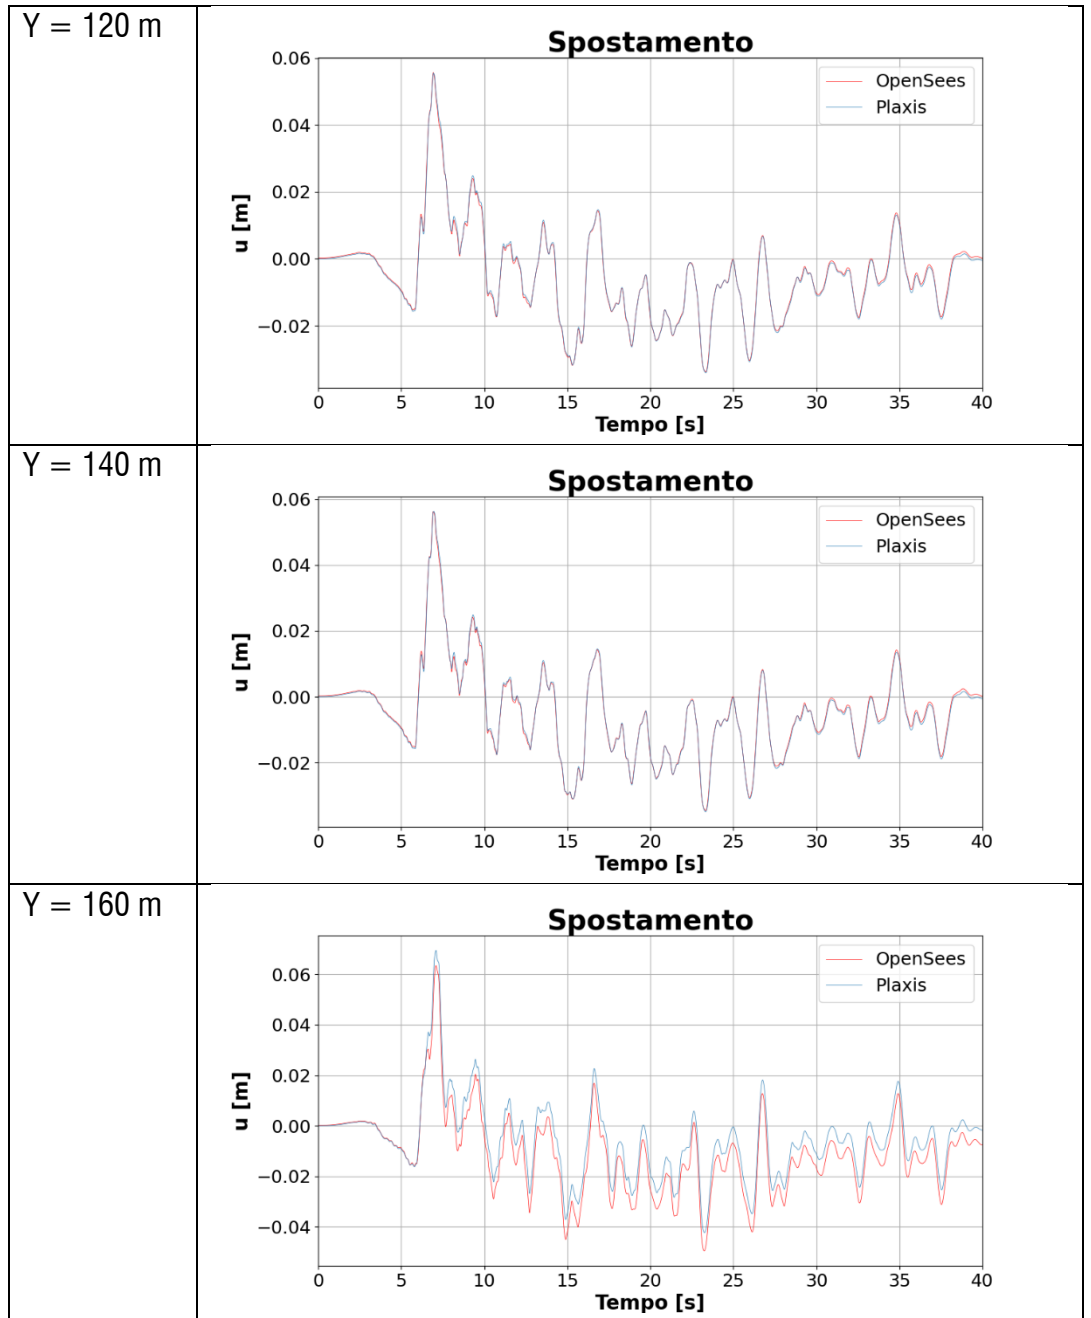 Y = 120 m
Spostamento
0.06
0.04
0.02
0.00
−0.02
u [m]
OpenSees
Plaxis
0 5 10 15 20 25 30 35 40
Tempo [s]
Y = 140 m
Spostamento
0.06
0.04
0.02
0.00
−0.02
u [m]
OpenSees
Plaxis
0 5 10 15 20 25 30 35 40
Tempo [s]
Y = 160 m
Spostamento
0.06
0.04
0.02
0.00
−0.02
−0.04
u [m]
OpenSees
Plaxis
0 5 10 15 20 25 30 35 40
Tempo [s]